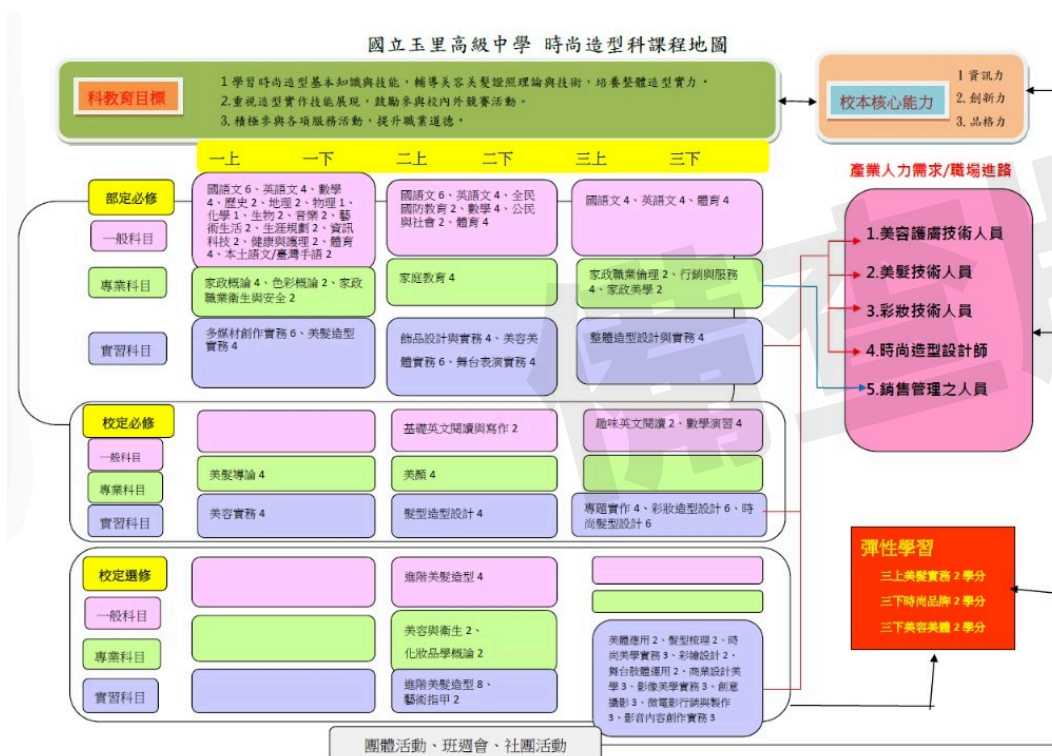 國立玉里高級中學 時尚造型科課程地圖
科教育目標
1 學習時尚造型基本知識與技能，輔導美容美髮證照理論與技術，培養整體造型實力。
2.重視造型實作技能展現，鼓勵參與校內外競賽活動。
3.積極參與各項服務活動，提升職業道德。
校本核心能力
1 資訊力
2.創新力
3.品格力
一上 一下 二上 二下 三上 三下
部定必修
一般科目
國語文 6、英語文 4、數學
4、歷史 2、地理 2、物理 1、
化學 1、生物 2、音樂 2、藝
術生活 2、生涯規劃 2、資訊
科技 2、健康與護理 2、體育
4、本土語文/臺灣手語 2
國語文 6、英語文 4、全民
國防教育 2、數學 4、公民
與社會 2、體育 4
國語文 4、英語文 4、體育 4
專業科目
家政概論 4、色彩概論 2、家政
職業衛生與安全 2
家庭教育 4
家政職業倫理 2、行銷與服務
4、家政美學 2
實習科目
多媒材創作實務 6、美髮造型
實務 4
飾品設計與實務 4、美容美
體實務 6、舞台表演實務 4
整體造型設計與實務 4
校定必修
一般科目
基礎英文閱讀與寫作 2
趣味英文閱讀 2、數學演習 4
專業科目
美髮導論 4
美顏 4
實習科目
美容實務 4
髮型造型設計 4
專題實作 4、彩妝造型設計 6、時
尚髮型設計 6
校定選修
一般科目
進階美髮造型 4
專業科目
美容與衛生 2、
化妝品學概論 2
實習科目
進階美髮造型 8、
藝術指甲 2
美體應用 2、髮型梳理 2、時
尚美學實務 3、彩繪設計 2、
舞台肢體運用 2、商業設計美
學 3、影像美學實務 3、創意
攝影 3、微電影行銷與製作
3、影音內容創作實務 3
產業人力需求/職場進路
1.美容護膚技術人員
2.美髮技術人員
3.彩妝技術人員
4.時尚造型設計師
5.銷售管理之人員
彈性學習
三上美髮實務 2 學分
三下時尚品牌 2 學分
三下美容美體 2 學分
團體活動、班週會、社團活動
備查